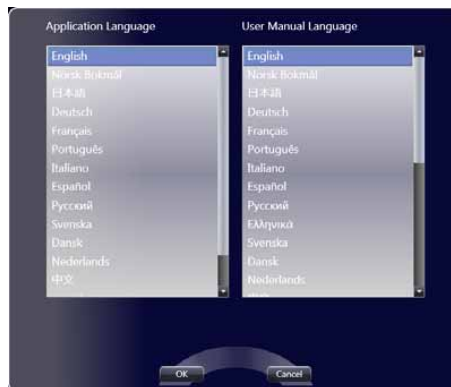 Application Language
English
Norsk Bokmål
日本語
Deutsch
Français
Português
Italiano
Español
Русский
Svenska
Dansk
Nederlands
中文
User Manual Language
English
Norsk Bokmål
日本語
Deutsch
Français
Português
Italiano
Español
Русский
Ελληνικά
Svenska
Dansk
Nederlands
OK
Cancel